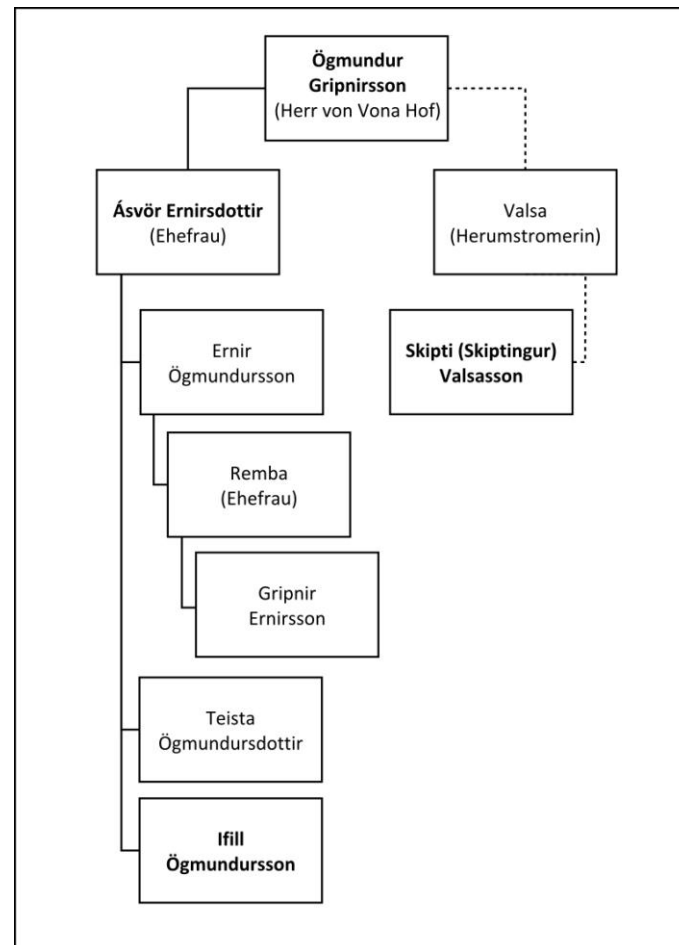 Ögmundur
Gripnirsson
(Herr von Vona Hof)
Ásvör Ernirsdottir
(Ehefrau)
Valsa
(Herumstromerin)
Ernir
Ögmundursson
Skipti (Skiptingur)
Valsasson
Remba
(Ehefrau)
Gripnir
Ernirsson
Teista
Ögmundursdottir
Ifill
Ögmundursson